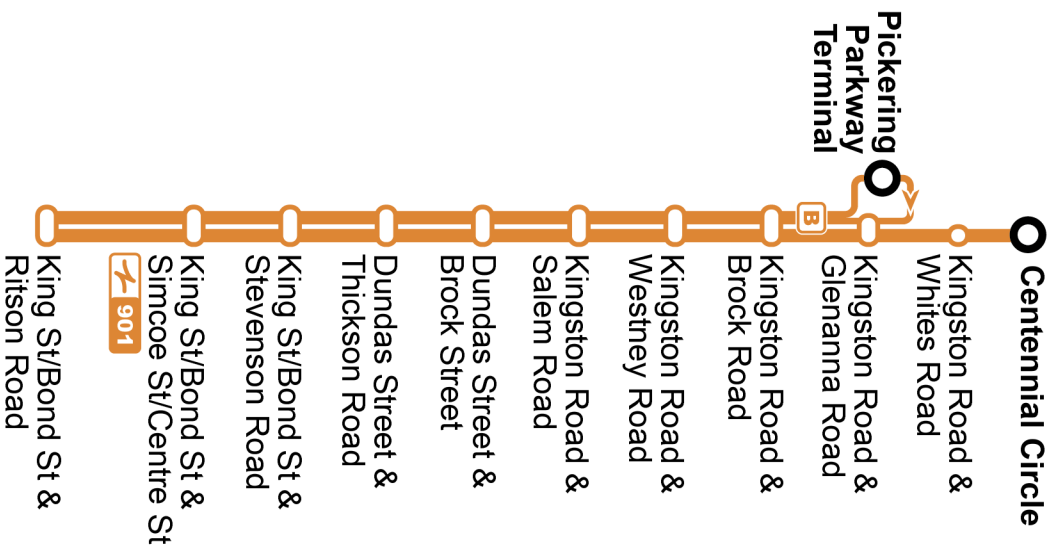 Centennial Circle
Kingston Road &
Whites Road
Pickering
Parkway
Terminal
Kingston Road &
Glenanna Road
B
Kingston Road &
Brock Road
Kingston Road &
Westney Road
Kingston Road &
Salem Road
Dundas Street &
Brock Street
Dundas Street &
Thickson Road
King St/Bond St &
Stevenson Road
King St/Bond St &
Simcoe St/Centre St
901
King St/Bond St &
Ritson Road